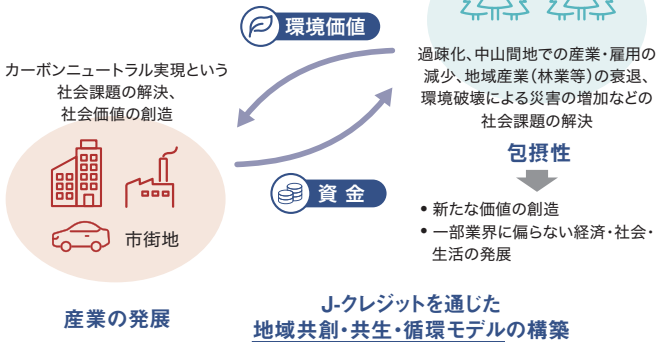 環境価値
カーボンニュートラル実現という
社会課題の解決、
社会価値の創造
市街地
産業の発展
資金
過疎化、中山間地での産業・雇用の
減少、地域産業(林業等)の衰退、
環境破壊による災害の増加などの
社会課題の解決
包摂性
• 新たな価値の創造
• 一部業界に偏らない経済・社会・
生活の発展
J-クレジットを通じた
地域共創・共生・循環モデルの構築